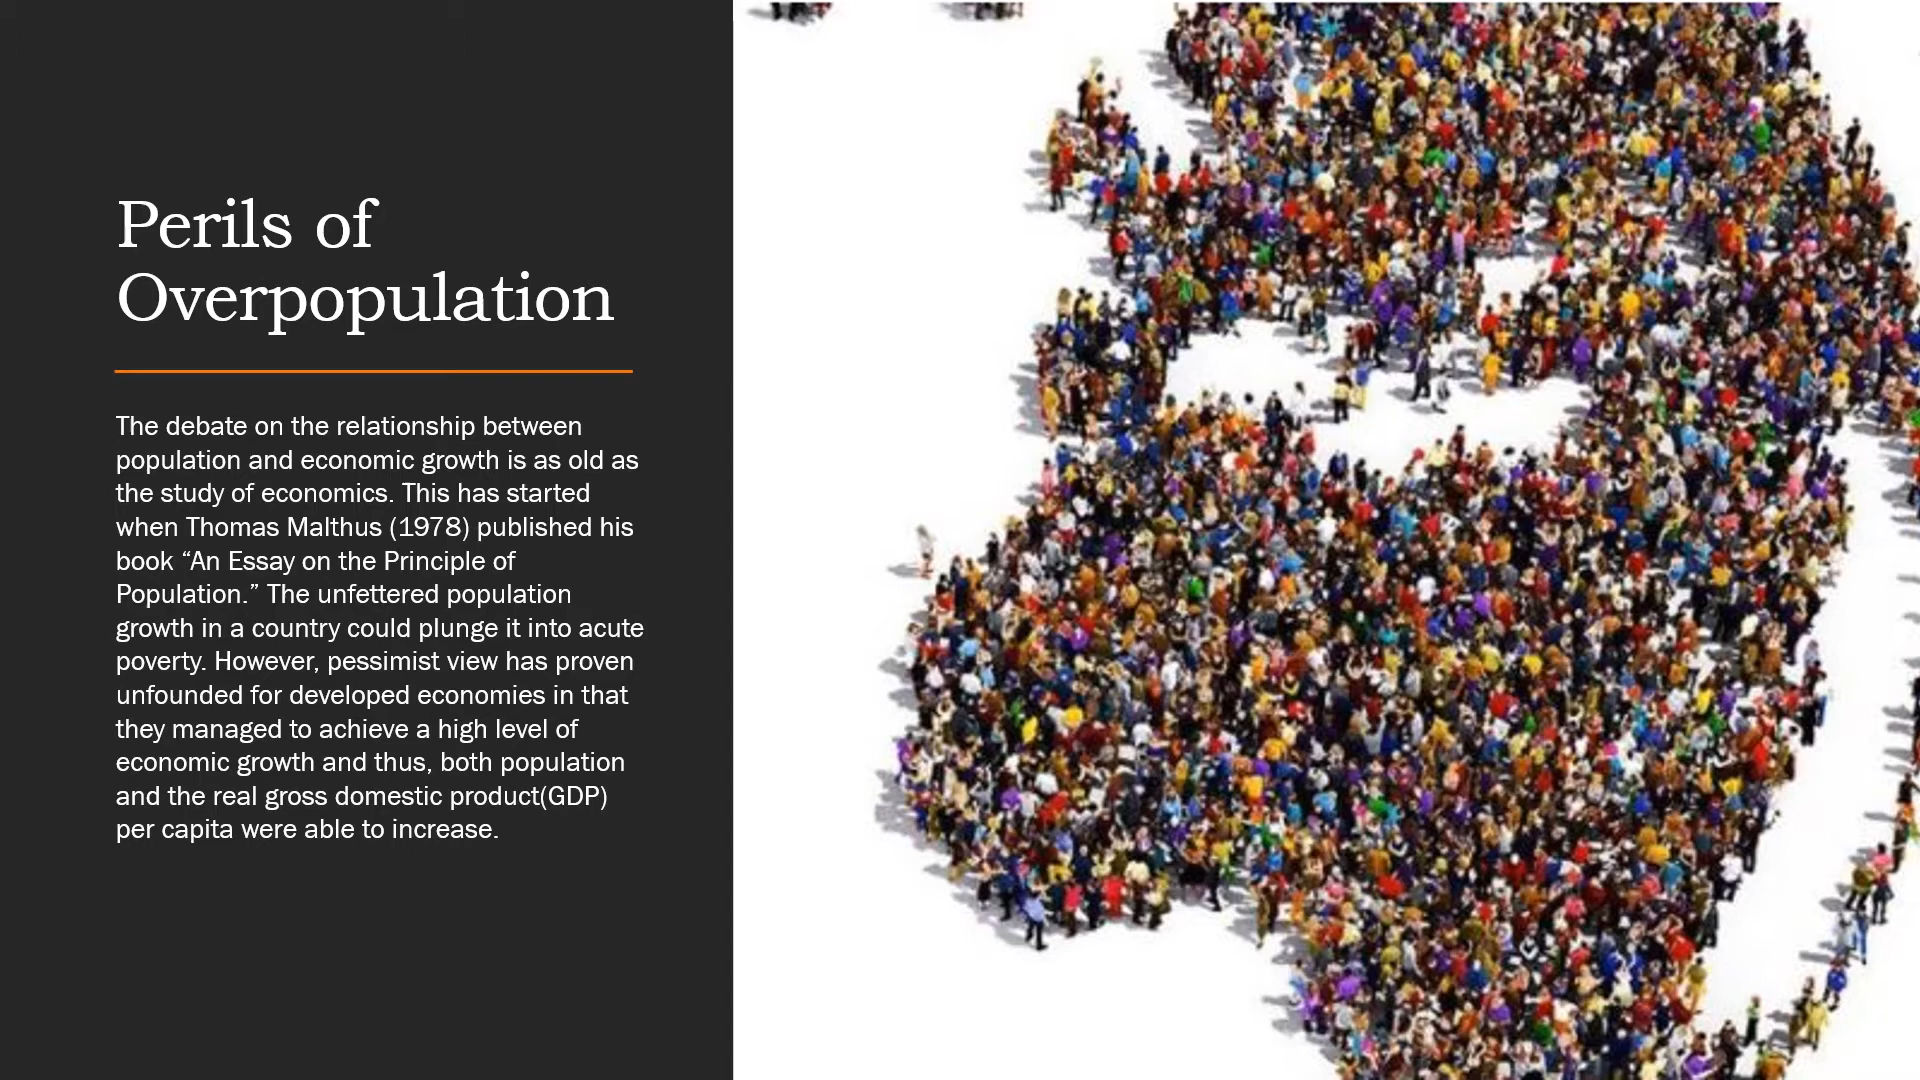 Perils of
Overpopulation
The debate on the relationship between
population and economic growth is as old as
the study of economics. This has started
when Thomas Malthus (1978) published his
book “An Essay on the Principle of
Population.” The unfettered population
growth in a country could plunge it into acute
poverty. However, pessimist view has proven
unfounded for developed economies in that
they managed to achieve a high level of
economic growth and thus, both population
and the real gross domestic product(GDP)
per capita were able to increase.